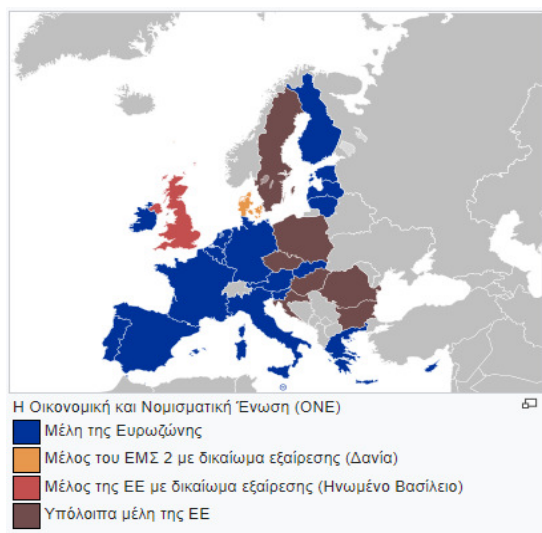 Η Οικονομική και Νομισματική Ένωση (ΟΝΕ)
Μέλη της Ευρωζώνης
Μέλος του ΕΜΣ 2 με δικαίωμα εξαίρεσης (Δανία)
Μέλος της ΕΕ με δικαίωμα εξαίρεσης (Ηνωμένο Βασίλειο)
Υπόλοιπα μέλη της ΕΕ